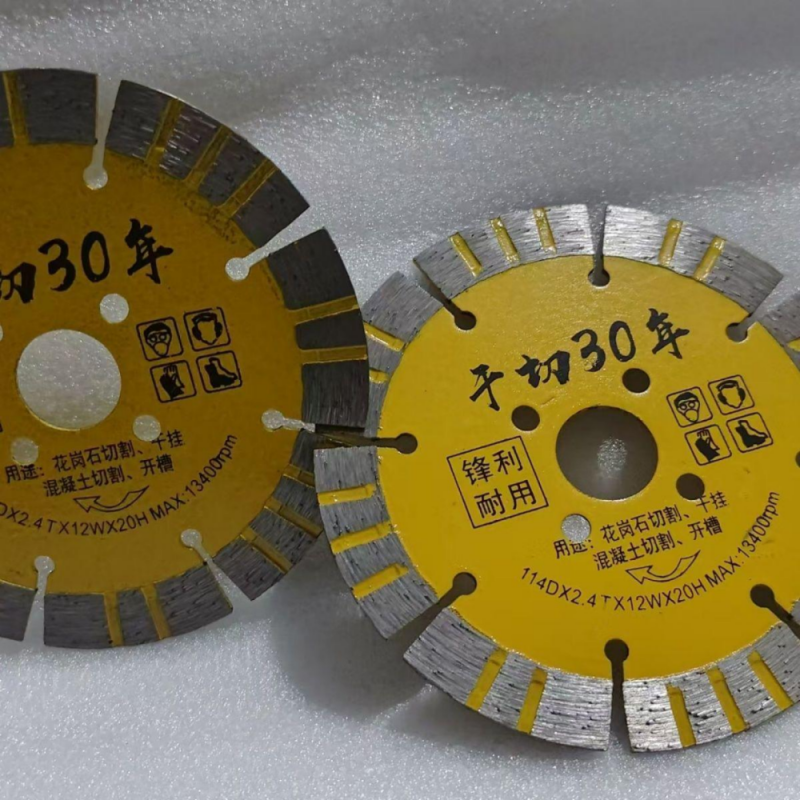 切30年
用途：花岗石切割、干挂
混凝土切割、开槽
DX2.4TX12WX20H MAX:13400rpm
干切30年
锋利
耐用
用途：花岗石切割、干挂
混凝土切割、开槽
114DX2.4TX12WX20H MAX:13400rpm